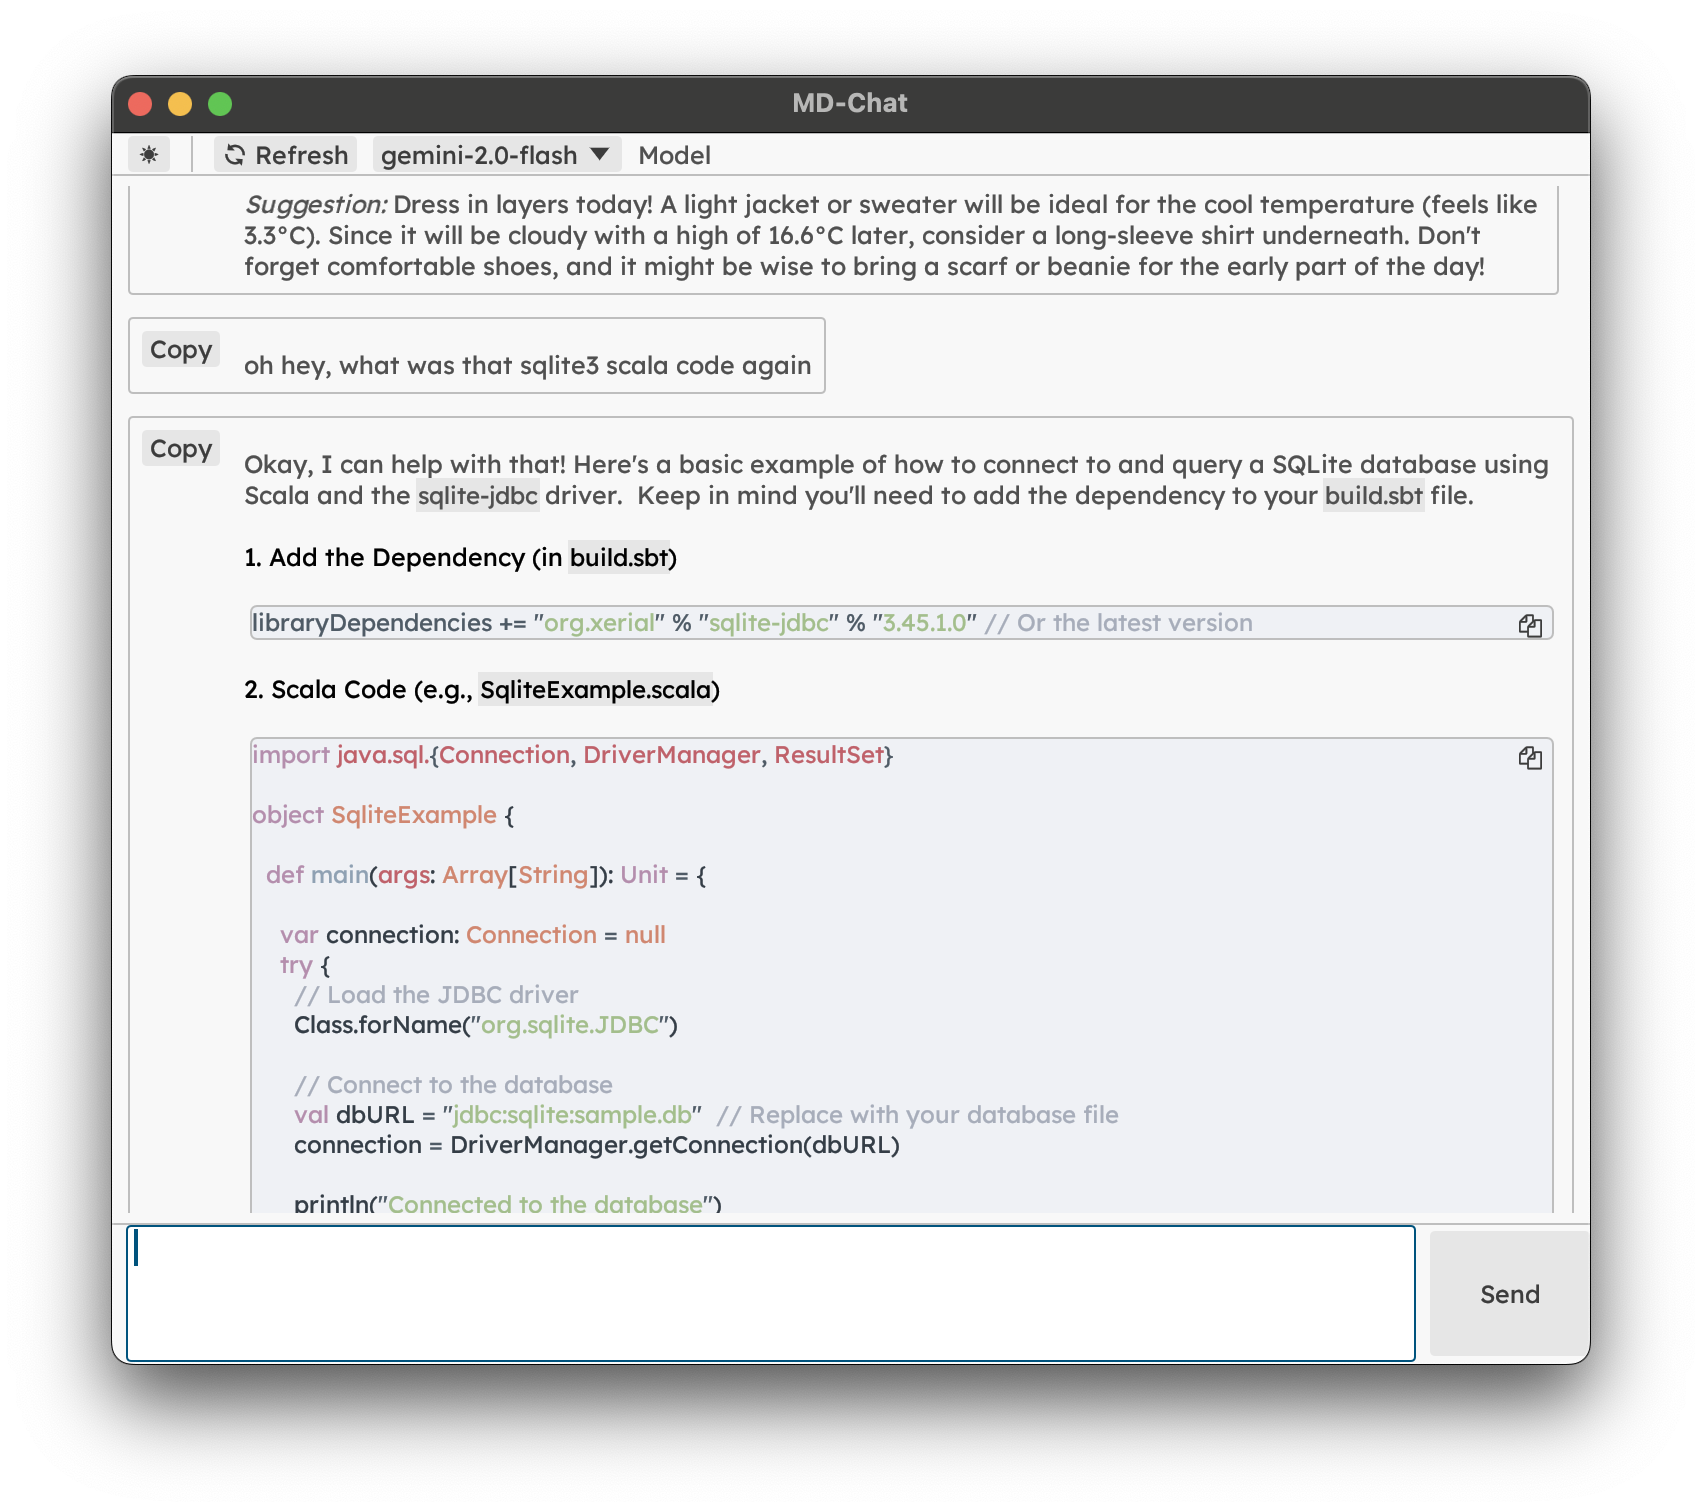 MD-Chat
Refresh gemini-2.0-flash Model
Suggestion: Dress in layers today! A light jacket or sweater will be ideal for the cool temperature (feels like
3.3°C). Since it will be cloudy with a high of 16.6°C later, consider a long-sleeve shirt underneath. Don't
forget comfortable shoes, and it might be wise to bring a scarf or beanie for the early part of the day!
Copy
oh hey, what was that sqlite3 scala code again
Copy
Okay, I can help with that! Here's a basic example of how to connect to and query a SQLite database using
Scala and the sqlite-jdbc driver.  Keep in mind you'll need to add the dependency to your build.sbt file.
1. Add the Dependency (in build.sbt)
libraryDependencies += "org.xerial" % "sqlite-jdbc" % "3.45.1.0" // Or the latest version
2. Scala Code (e.g., SqliteExample.scala)
import java.sql.{Connection, DriverManager, ResultSet}
object SqliteExample {
def main(args: Array[String]): Unit = {
var connection: Connection = null
try {
// Load the JDBC driver
Class.forName("org.sqlite.JDBC")
// Connect to the database
val dbURL = "jdbc:sqlite:sample.db"  // Replace with your database file
connection = DriverManager.getConnection(dbURL)
println("Connected to the database")
Send